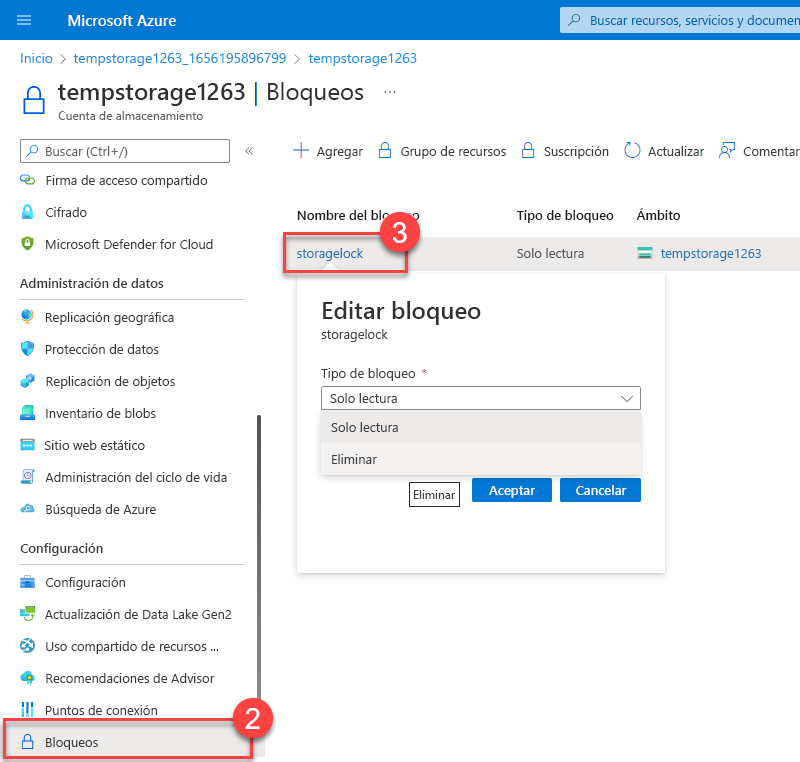 Microsoft Azure
Buscar recursos, servicios y documen
Inicio > tempstorage1263_1656195896799 > tempstorage1263
tempstorage1263 | Bloqueos ...
Cuenta de almacenamiento
Buscar (Ctrl+/)
«
Agregar
Grupo de recursos
Suscripción
Actualizar
Comentar
Firma de acceso compartido
Cifrado
Microsoft Defender for Cloud
Administración de datos
Replicación geográfica
Protección de datos
Replicación de objetos
Inventario de blobs
Sitio web estático
Administración del ciclo de vida
Búsqueda de Azure
Configuración
Configuración
Actualización de Data Lake Gen2
Uso compartido de recursos ...
Recomendaciones de Advisor
Puntos de conexión
2
Bloqueos
Nombre del bloqueo
Tipo de bloqueo
Ámbito
3
storagelock
Solo lectura
tempstorage1263
Editar bloqueo
storagelock
Tipo de bloqueo *
Solo lectura
Solo lectura
Eliminar
Eliminar
Aceptar
Cancelar